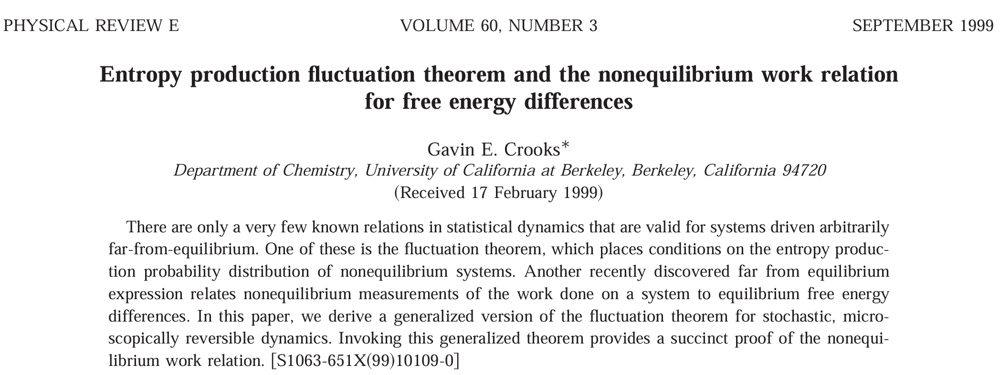 PHYSICAL REVIEW E VOLUME 60, NUMBER 3 SEPTEMBER 1999
Entropy production fluctuation theorem and the nonequilibrium work relation
for free energy differences
Gavin E. Crooks*
Department of Chemistry, University of California at Berkeley, Berkeley, California 94720
(Received 17 February 1999)
There are only a very few known relations in statistical dynamics that are valid for systems driven arbitrarily
far-from-equilibrium. One of these is the fluctuation theorem, which places conditions on the entropy produc-
tion probability distribution of nonequilibrium systems. Another recently discovered far from equilibrium
expression relates nonequilibrium measurements of the work done on a system to equilibrium free energy
differences. In this paper, we derive a generalized version of the fluctuation theorem for stochastic, micro-
scopically reversible dynamics. Invoking this generalized theorem provides a succinct proof of the nonequi-
librium work relation. [S1063-651X(99)10109-0]